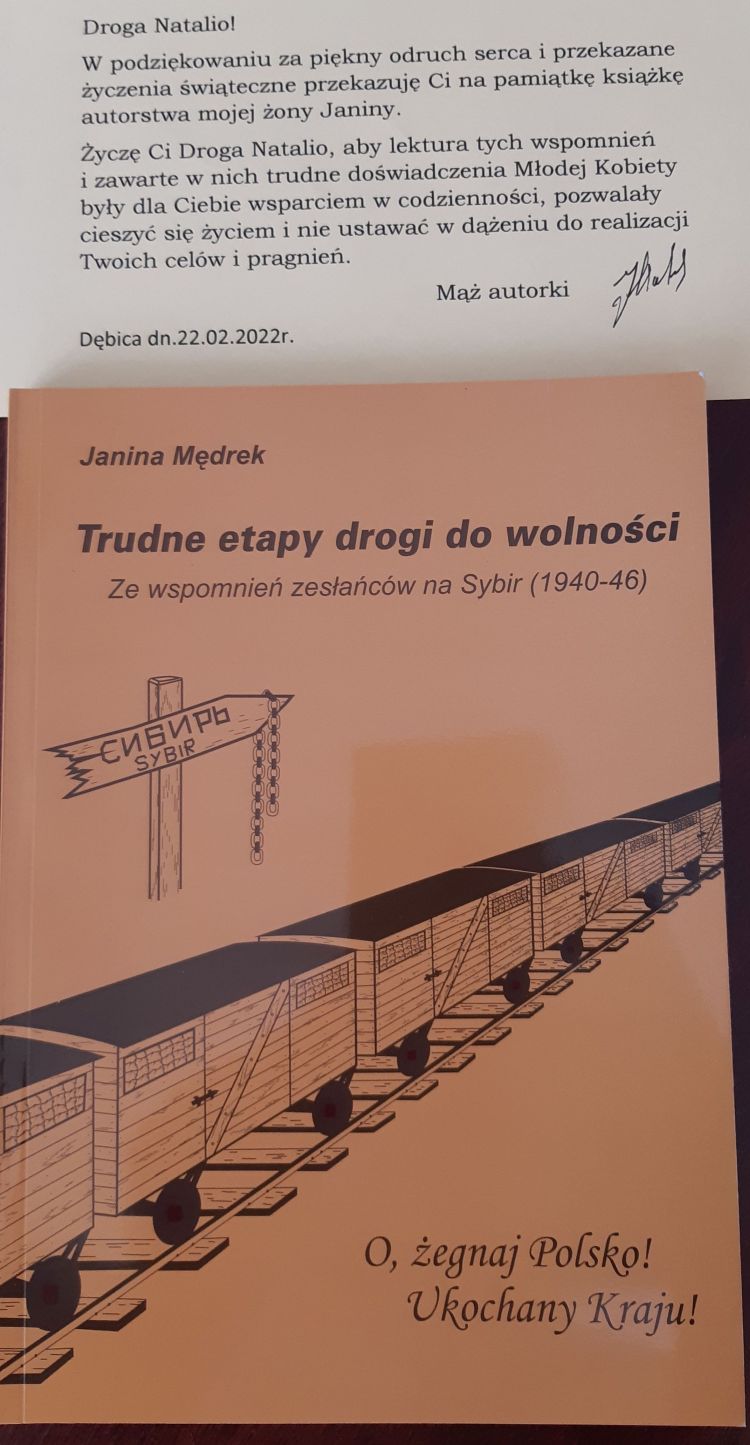 Droga Natalio!
W podziękowaniu za piękny odruch serca i przekazane
życzenia świąteczne przekazuję Ci na pamiątkę książkę
autorstwa mojej żony Janiny.
Życzę Ci Droga Natalio, aby lektura tych wspomnień
i zawarte w nich trudne doświadczenia Młodej Kobiety
były dla Ciebie wsparciem w codzienności, pozwalały
cieszyć się życiem i nie ustawać w dążeniu do realizacji
Twoich celów i pragnień.
Mąż autorki
Dębica dn.22.02.2022r.
Janina Mędrek
Trudne etapy drogi do wolności
Ze wspomnień zesłańców na Sybir (1940-46)
СИБИРЬ
SYBIR
O, żegnaj Polsko!
Ukochany Kraju!